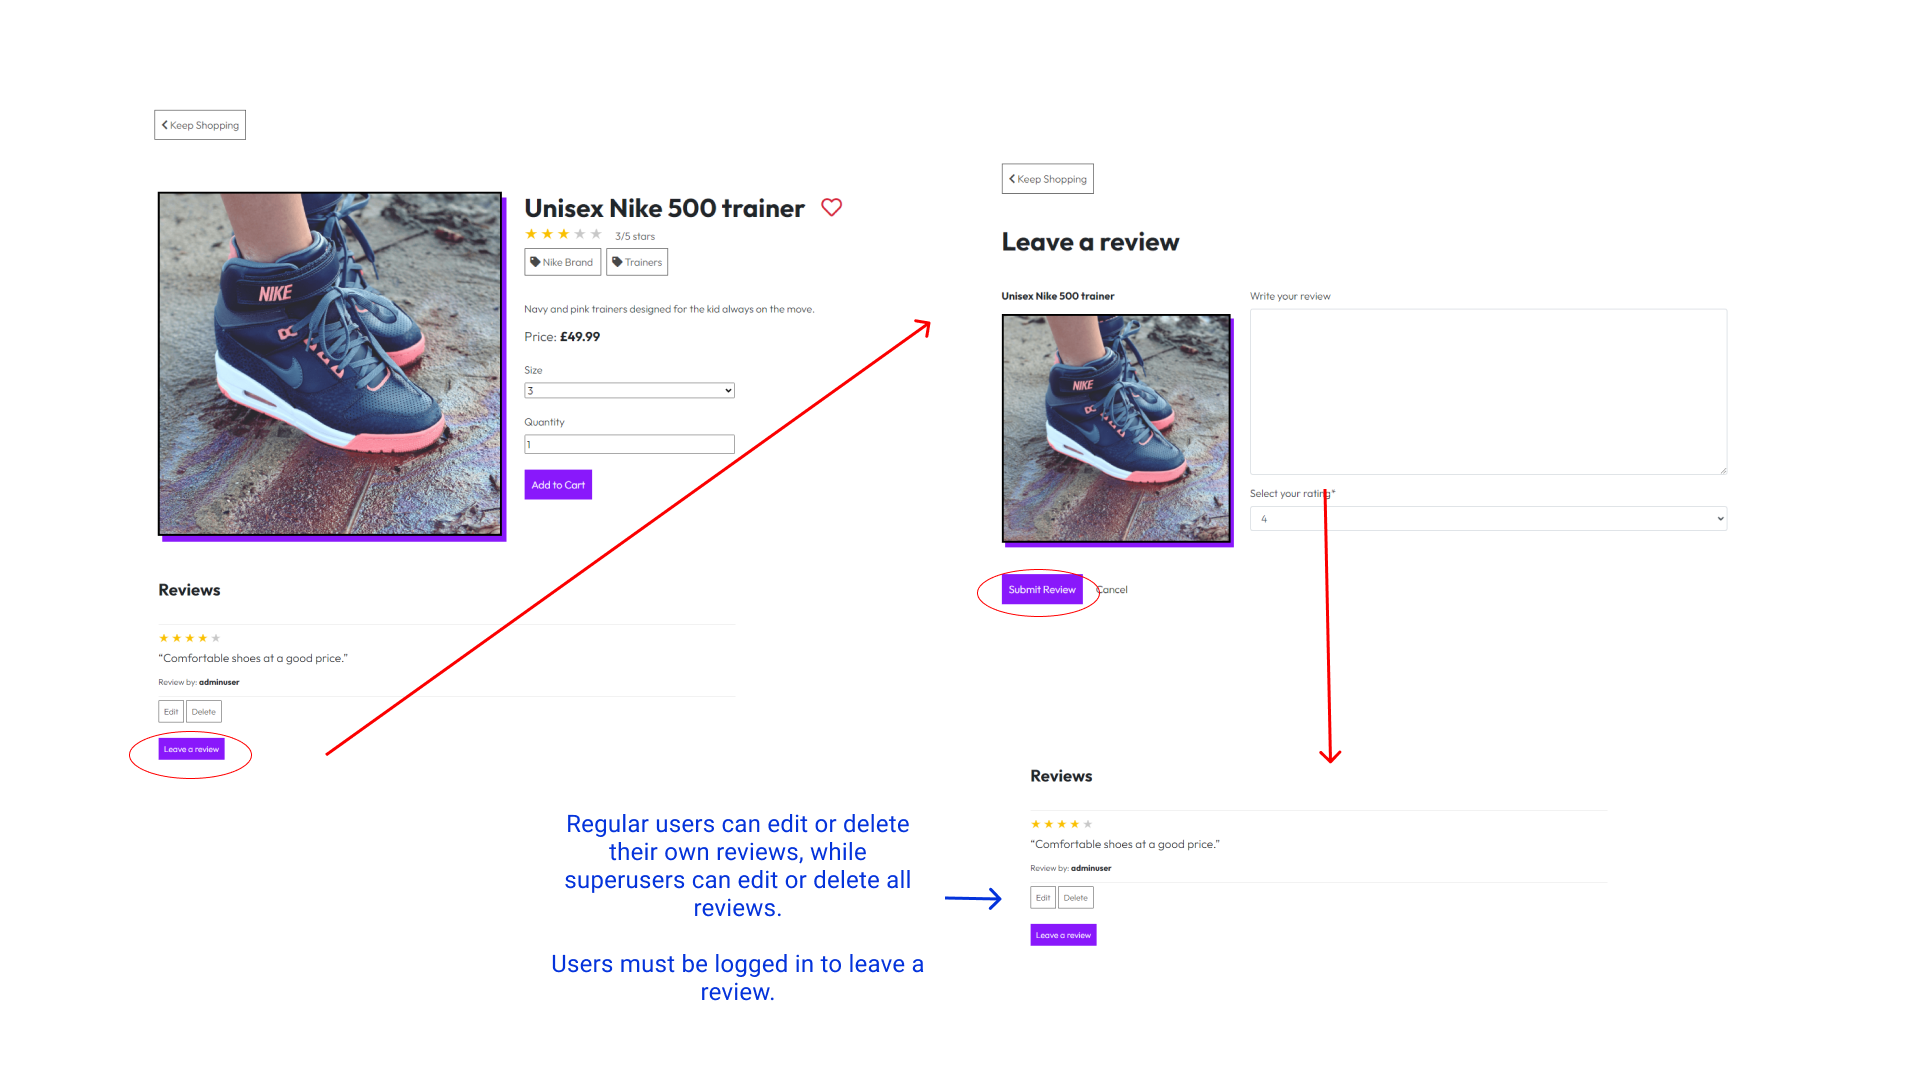 Keep Shopping
NIKE
Unisex Nike 500 trainer
3/5 stars
Nike Brand
Trainers
Navy and pink trainers designed for the kid always on the move.
Price: £49.99
Size
3
Quantity
1
Add to Cart
Reviews
“Comfortable shoes at a good price.”
Review by: adminuser
Edit
Delete
Leave a review
Keep Shopping
Leave a review
Unisex Nike 500 trainer
NIKE
Write your review
Select your rating*
4
Submit Review
Cancel
Regular users can edit or delete
their own reviews, while
superusers can edit or delete all
reviews.
Users must be logged in to leave a
review.
Reviews
“Comfortable shoes at a good price.”
Review by: adminuser
Edit
Delete
Leave a review